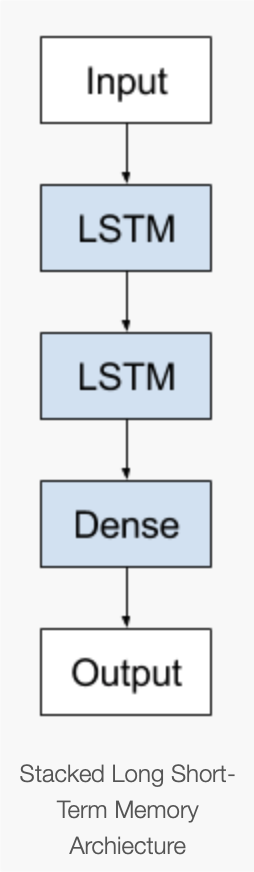 Input
LSTM
LSTM
Dense
Output
Stacked Long Short-
Term Memory
Archiecture